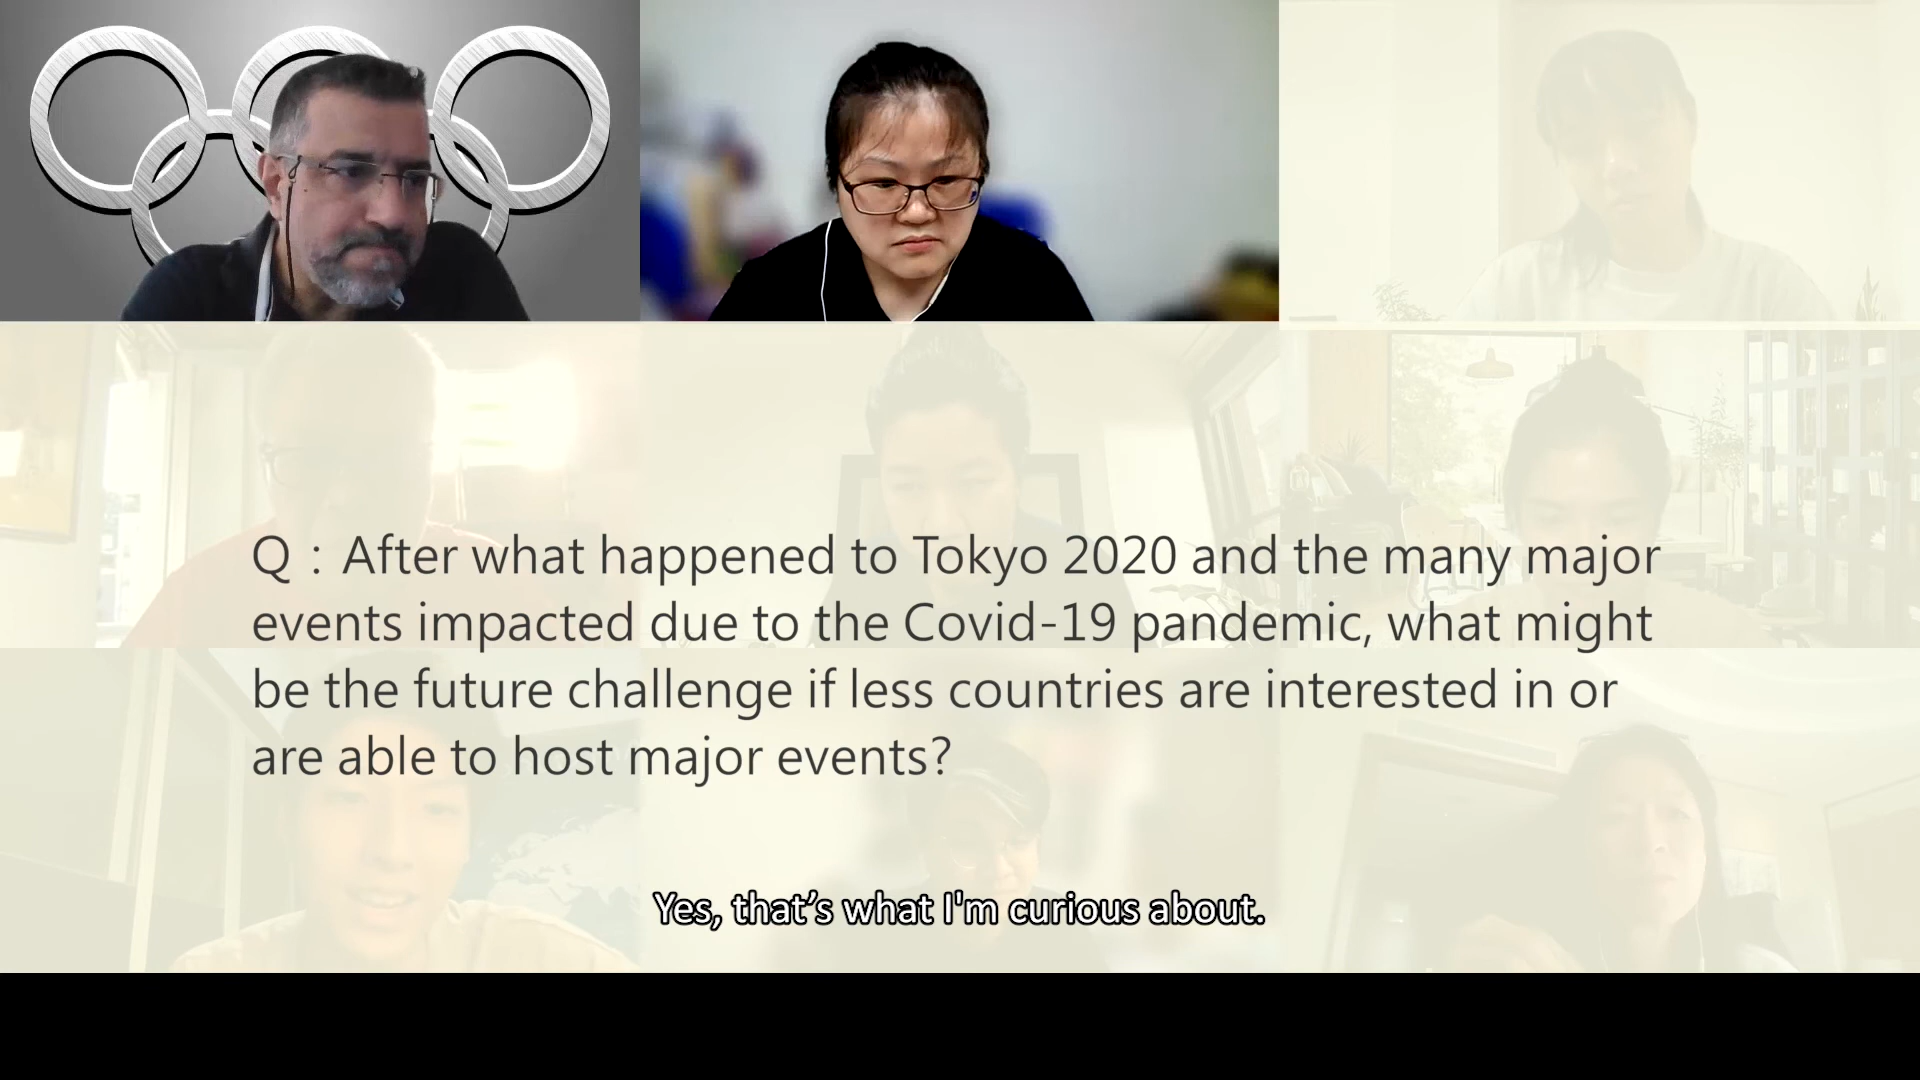 Q : After what happened to Tokyo 2020 and the many major
events impacted due to the Covid-19 pandemic, what might
be the future challenge if less countries are interested in or
are able to host major events?
Yes, that’s what I'm curious about.